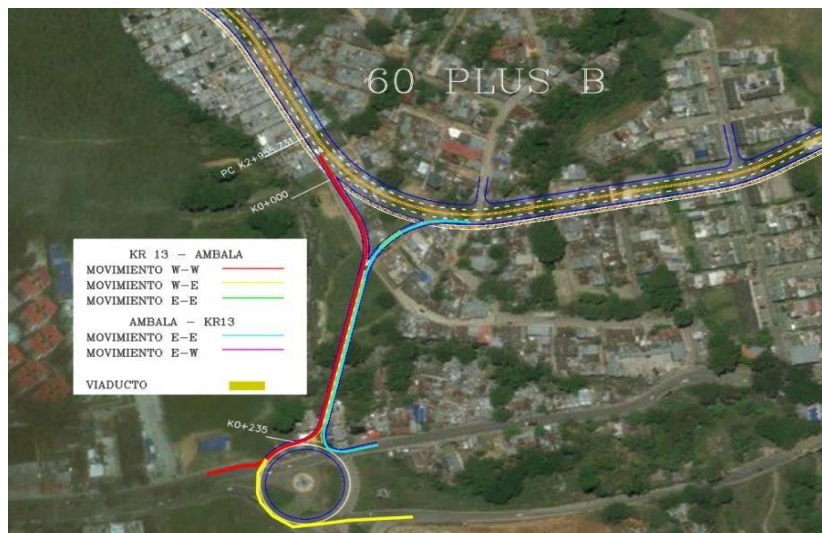 60 PLUS B
PC K2+955.731
K0+000
KR 13 - AMBALA
MOVIMIENTO W-W
MOVIMIENTO W-E
MOVIMIENTO E-E
AMBALA - KR13
MOVIMIENTO E-E
MOVIMIENTO E-W
VIADUCTO
K0+235